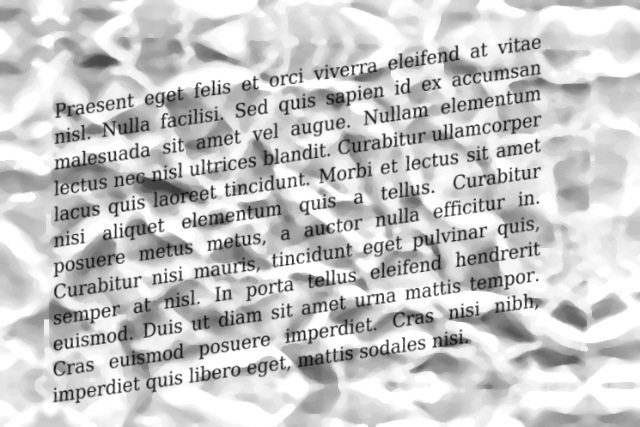 Praesent eget felis et orci viverra eleifend at vitae
nisl. Nulla facilisi. Sed quis sapien id ex accumsan
malesuada sit amet vel augue. Nullam elementum
lectus nec nisl ultrices blandit. Curabitur ullamcorper
lacus quis laoreet tincidunt. Morbi et lectus sit amet
nisi aliquet elementum quis a tellus. Curabitur
posuere metus metus, a auctor nulla efficitur in.
Curabitur nisi mauris, tincidunt eget pulvinar quis,
semper at nisl. In porta tellus eleifend hendrerit
euismod. Duis ut diam sit amet urna mattis tempor.
Cras euismod posuere imperdiet. Cras nisi nibh,
imperdiet quis libero eget, mattis sodales nisi.